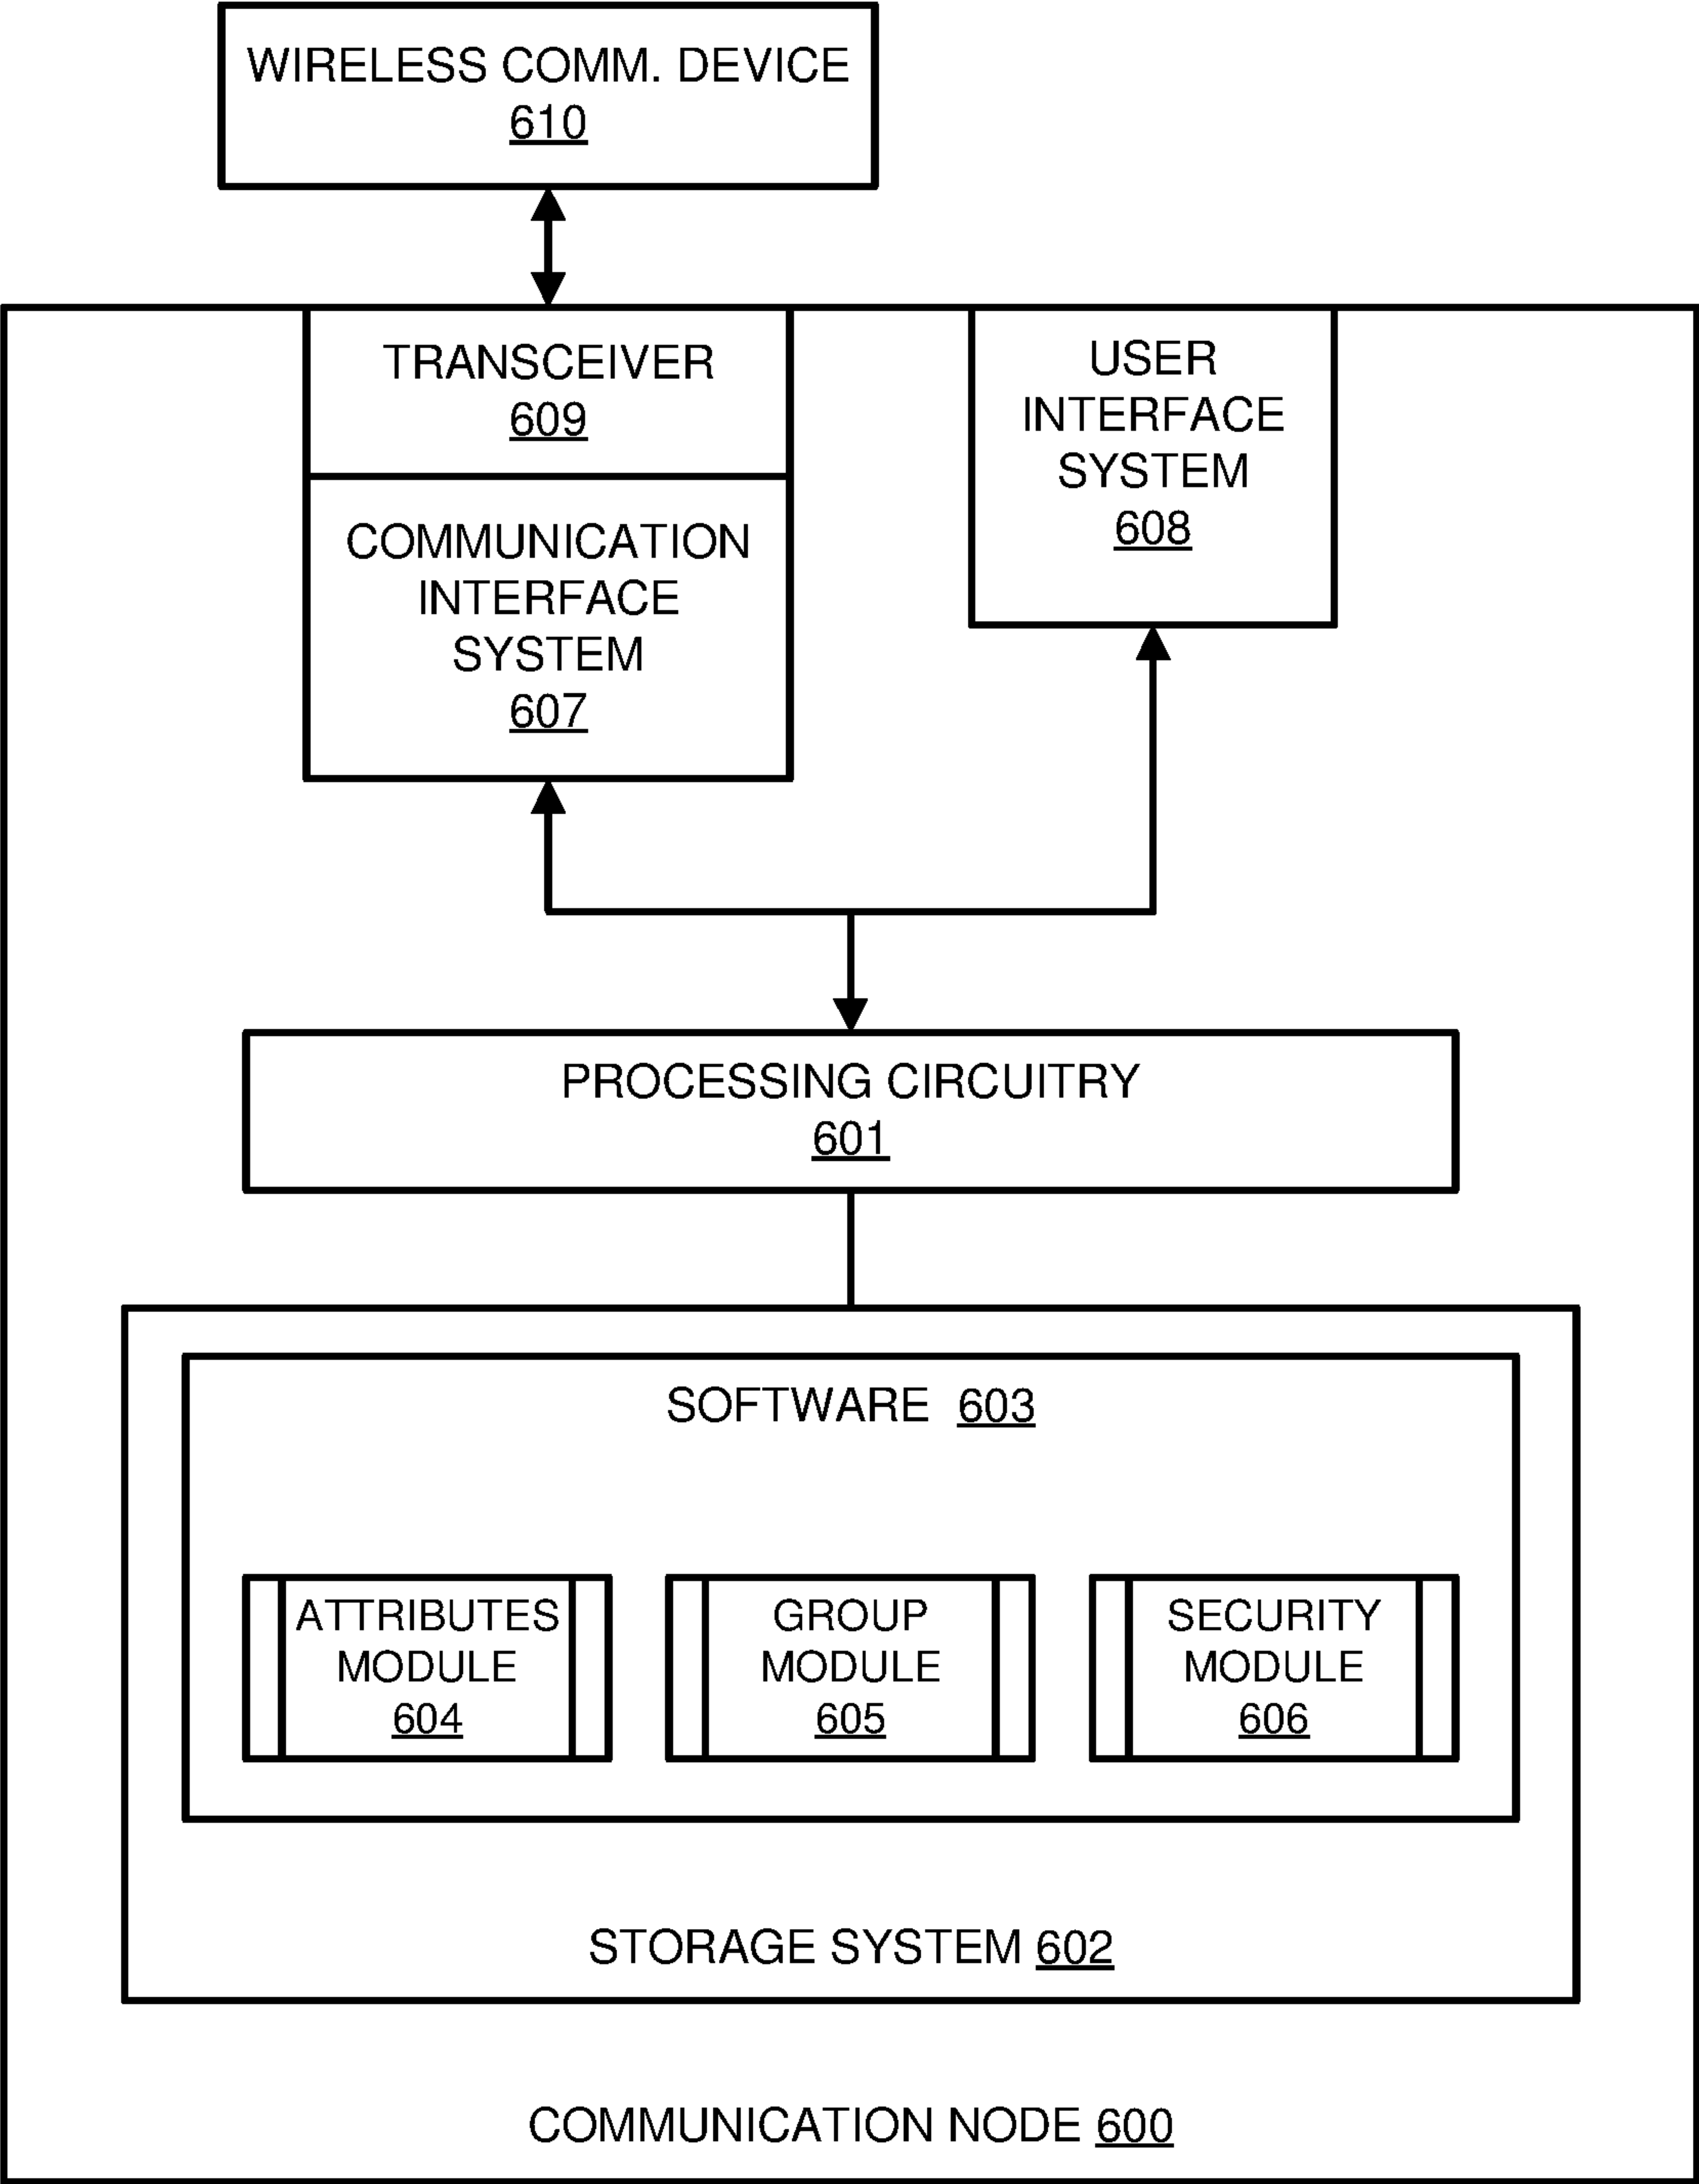 WIRELESS COMM. DEVICE
610
TRANSCEIVER
609
COMMUNICATION
INTERFACE
SYSTEM
607
USER
INTERFACE
SYSTEM
608
PROCESSING CIRCUITRY
601
SOFTWARE 603
ATTRIBUTES
MODULE
604
GROUP
MODULE
605
SECURITY
MODULE
606
STORAGE SYSTEM 602
COMMUNICATION NODE 600